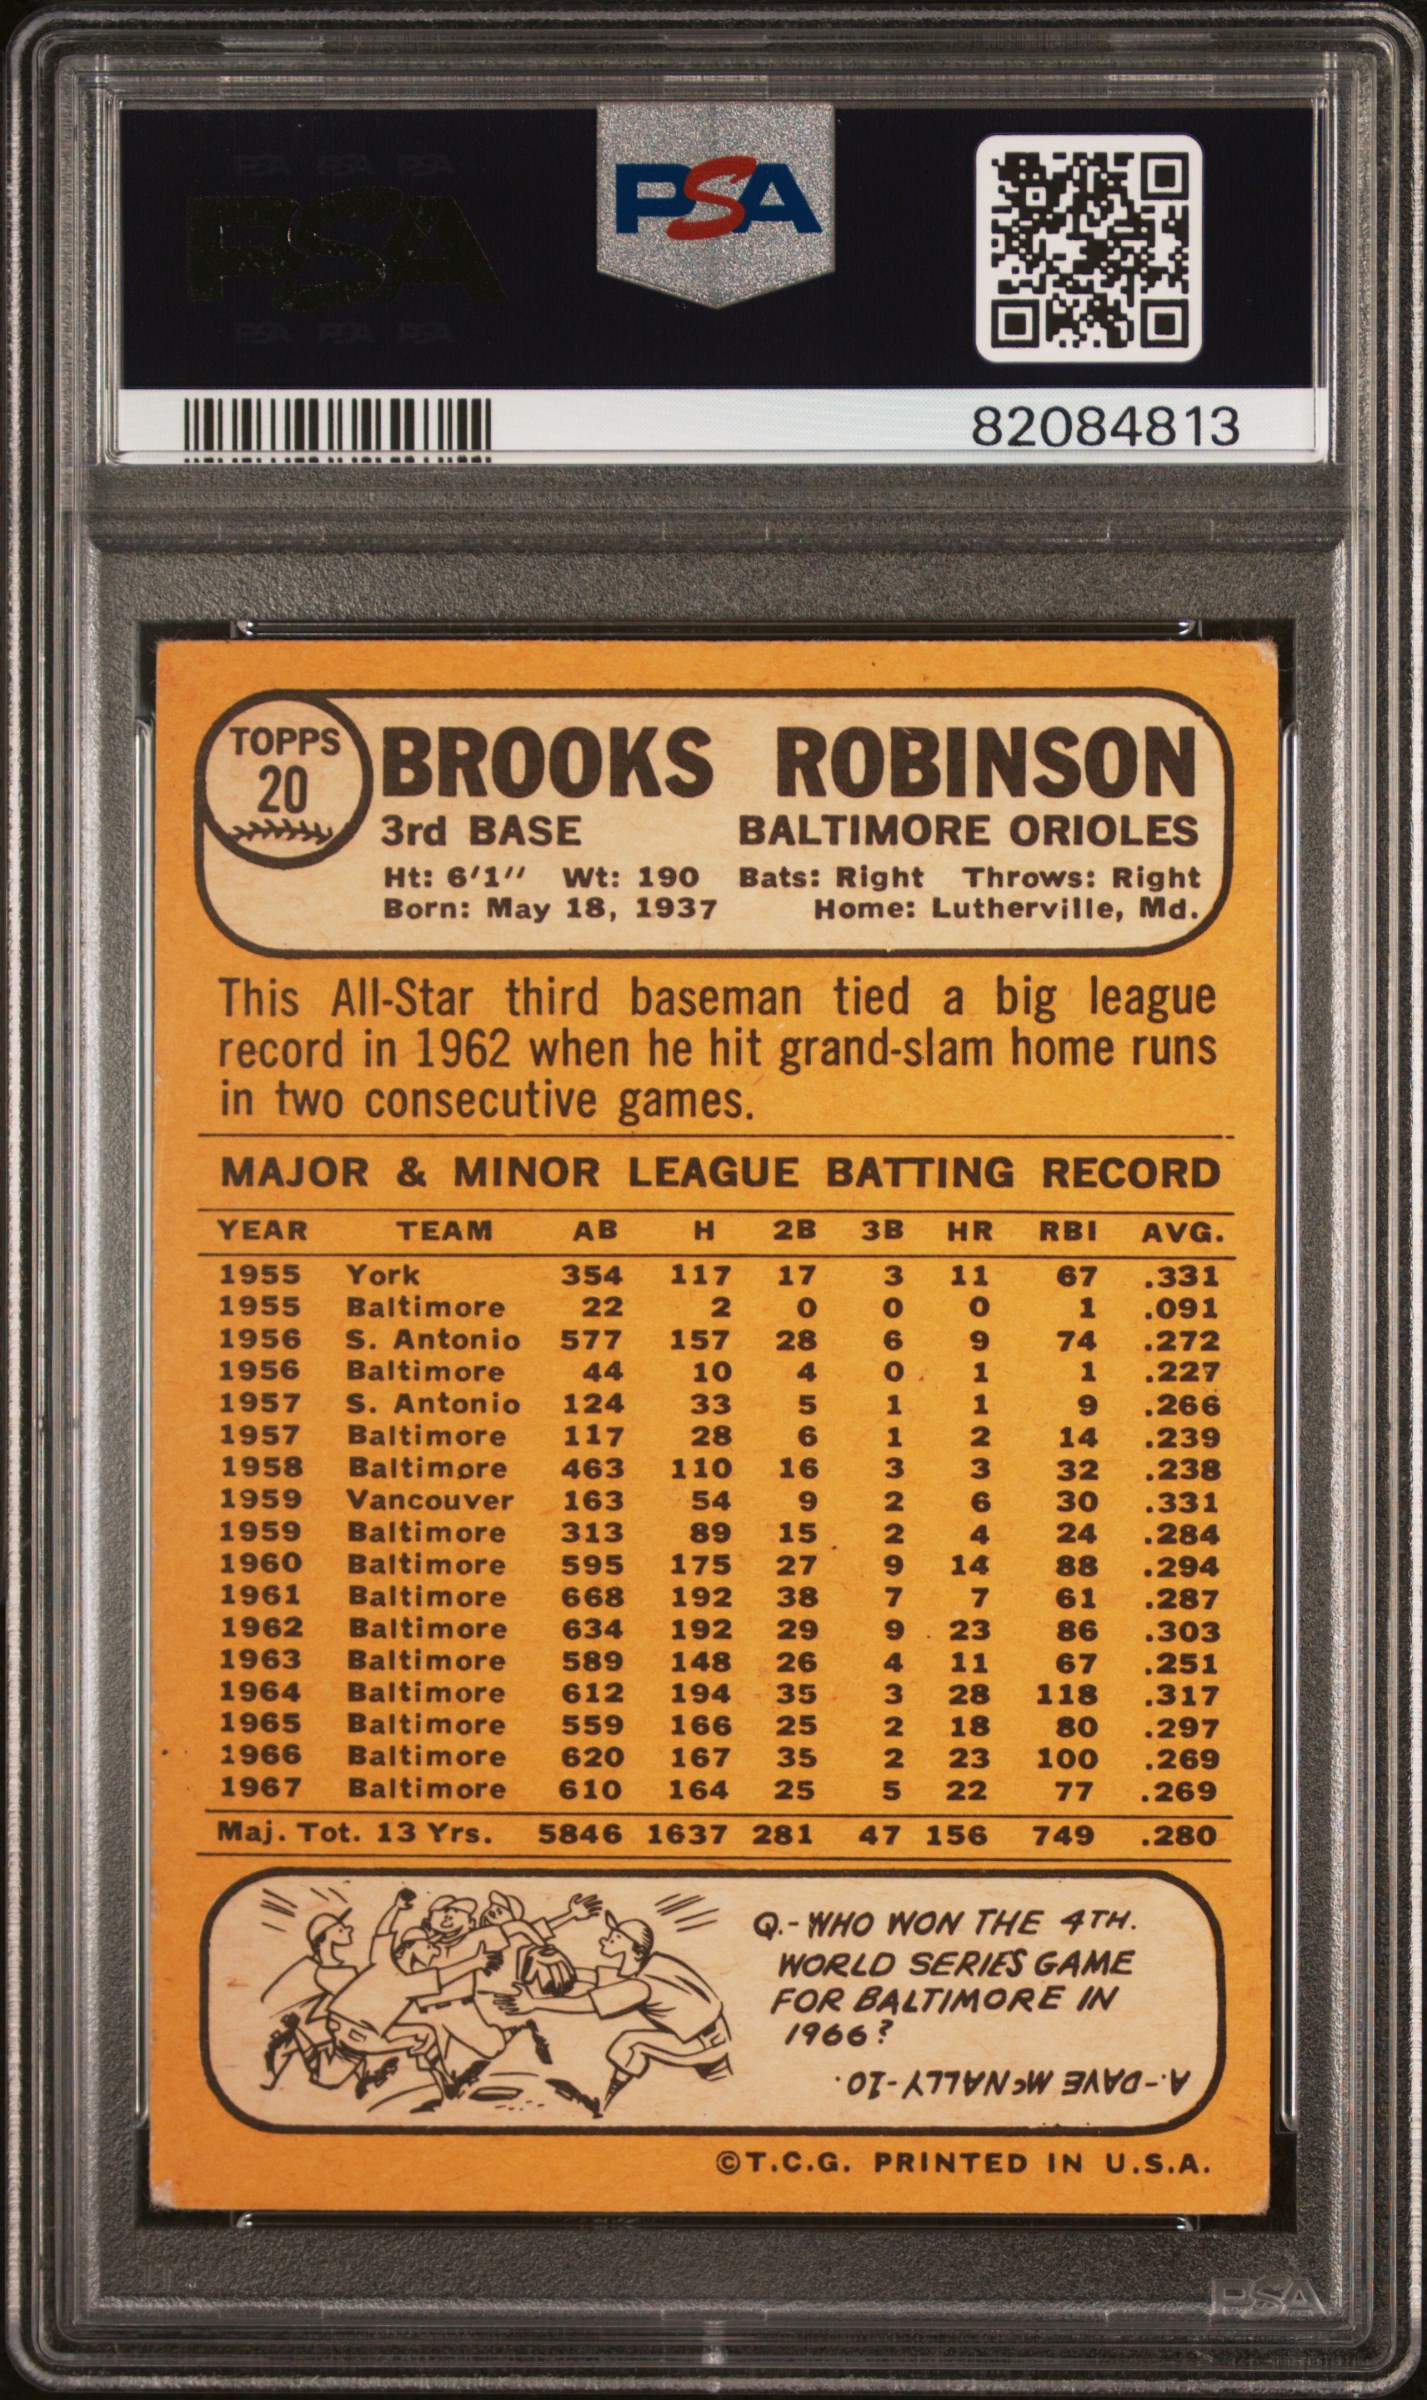 PSA PSA PSA
PSA
PSA PSA PSA
PSA
82084813
TOPPS
20
BROOKS ROBINSON
3rd BASE BALTIMORE ORIOLES
Ht: 6'1" Wt: 190 Bats: Right Throws: Right
Born: May 18, 1937 Home: Lutherville, Md.
This All-Star third baseman tied a big league
record in 1962 when he hit grand-slam home runs
in two consecutive games.
MAJOR & MINOR LEAGUE BATTING RECORD
YEAR TEAM AB H 2B 3B HR RBI AVG.
1955 York 354 117 17 3 11 67 .331
1955 Baltimore 22 2 0 0 0 1 .091
1956 S. Antonio 577 157 28 6 9 74 .272
1956 Baltimore 44 10 4 0 1 1 .227
1957 S. Antonio 124 33 5 1 1 9 .266
1957 Baltimore 117 28 6 1 2 14 .239
1958 Baltimore 463 110 16 3 3 32 .238
1959 Vancouver 163 54 9 2 6 30 .331
1959 Baltimore 313 89 15 2 4 24 .284
1960 Baltimore 595 175 27 9 14 88 .294
1961 Baltimore 668 192 38 7 7 61 .287
1962 Baltimore 634 192 29 9 23 86 .303
1963 Baltimore 589 148 26 4 11 67 .251
1964 Baltimore 612 194 35 3 28 118 .317
1965 Baltimore 559 166 25 2 18 80 .297
1966 Baltimore 620 167 35 2 23 100 .269
1967 Baltimore 610 164 25 5 22 77 .269
Maj. Tot. 13 Yrs. 5846 1637 281 47 156 749 .280
Q.- WHO WON THE 4TH.
WORLD SERIES GAME
FOR BALTIMORE IN
1966?
A.- DAVE McNALLY - 10.
©T.C.G. PRINTED IN U.S.A.
PSA